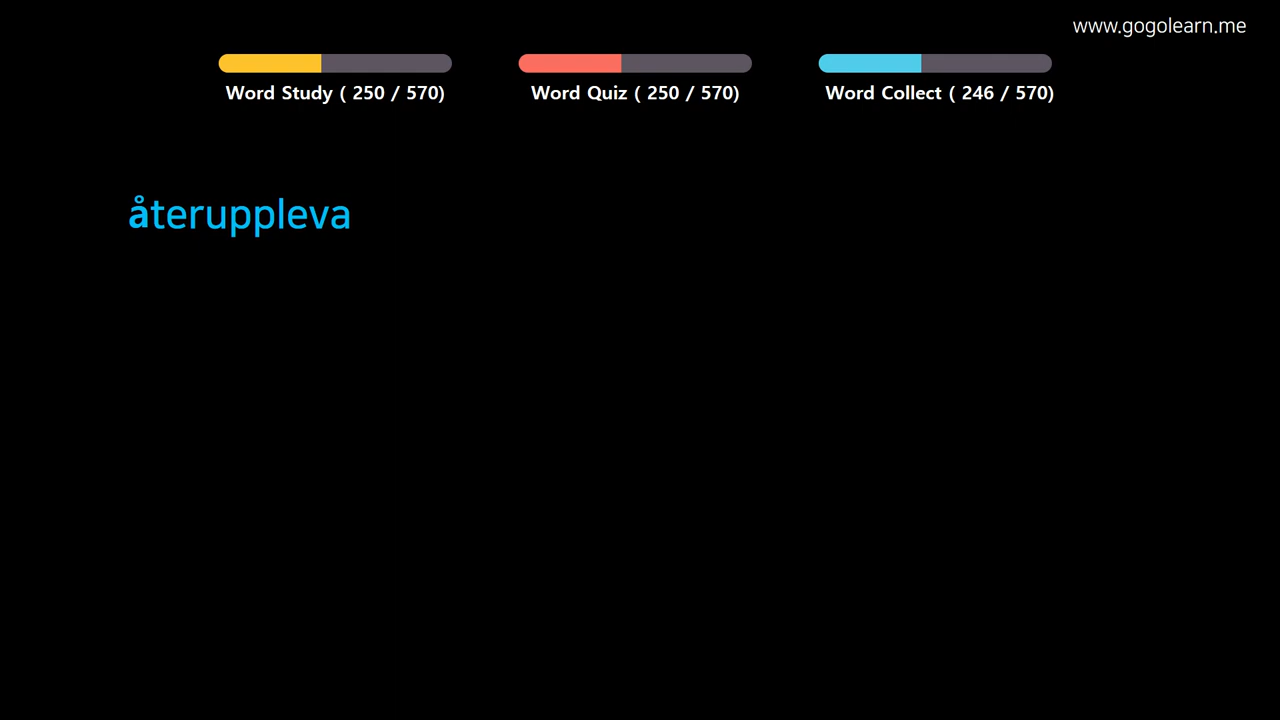 www.gogolearn.me
Word Study ( 250 / 570)
Word Quiz ( 250 / 570)
Word Collect ( 246 / 570)
återuppleva